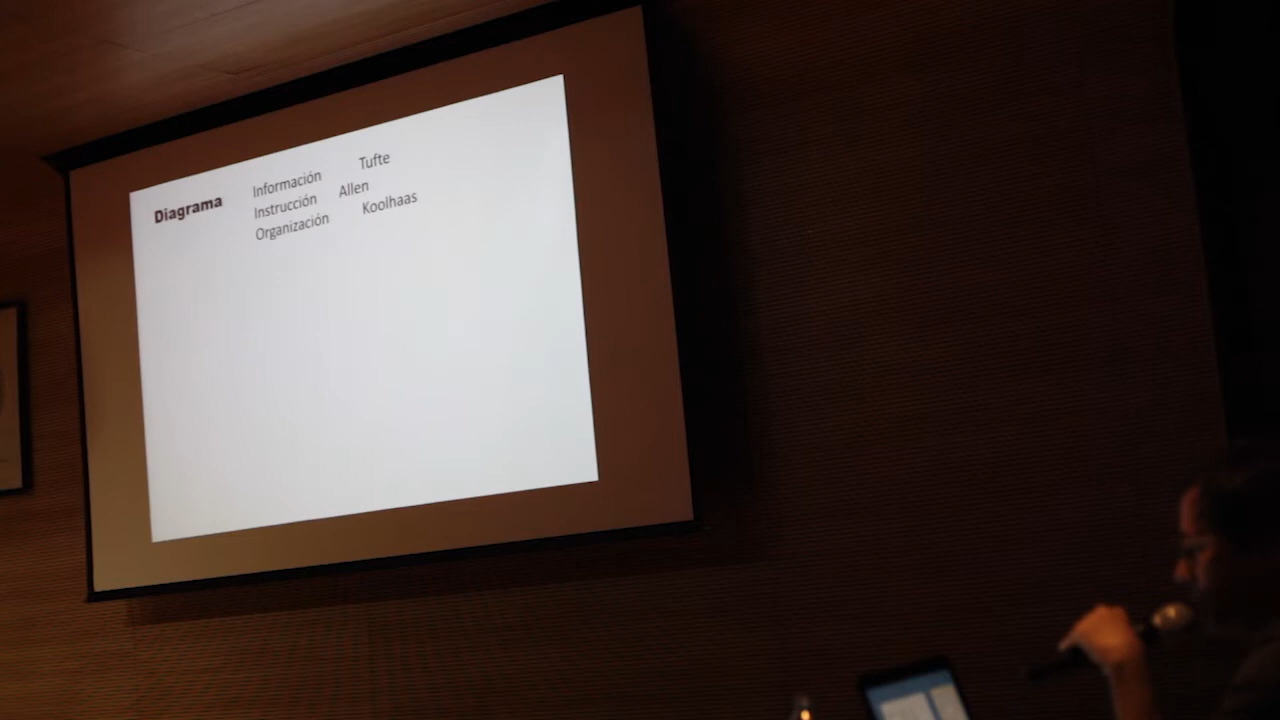 Diagrama Información Tufte
Instrucción Allen
Organización Koolhaas